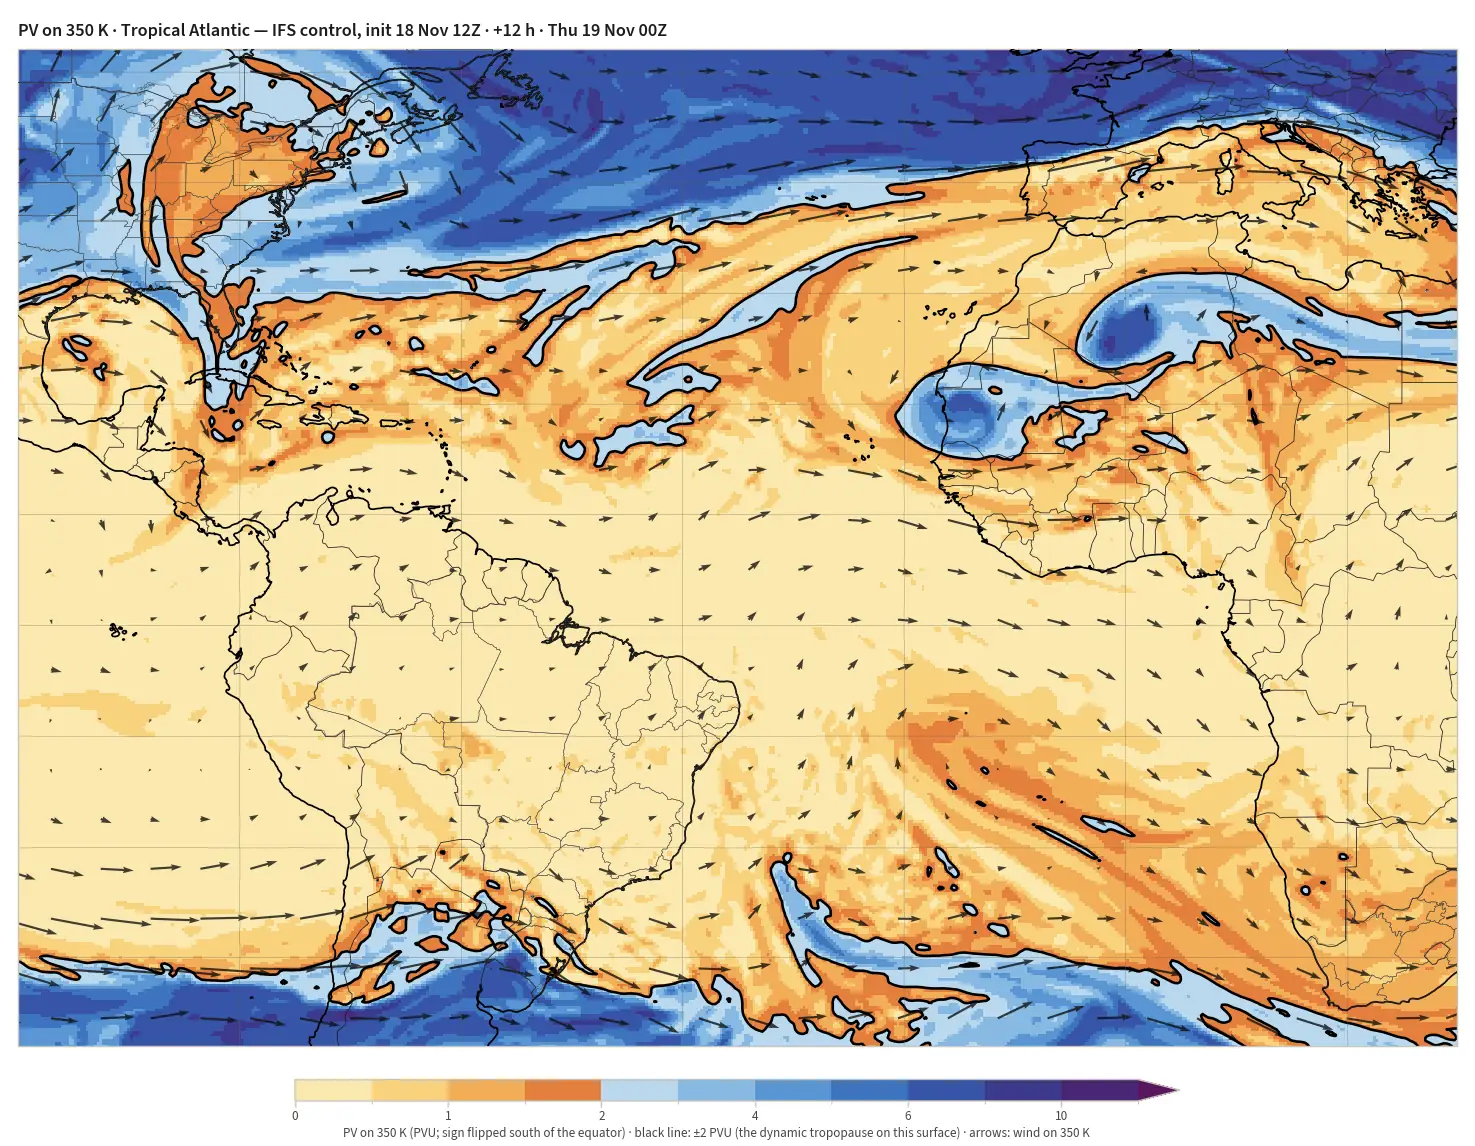 PV on 350 K · Tropical Atlantic — IFS control, init 18 Nov 12Z · +12 h · Thu 19 Nov 00Z
0 1 2 4 6 10
PV on 350 K (PVU; sign flipped south of the equator) · black line: ±2 PVU (the dynamic tropopause on this surface) · arrows: wind on 350 K